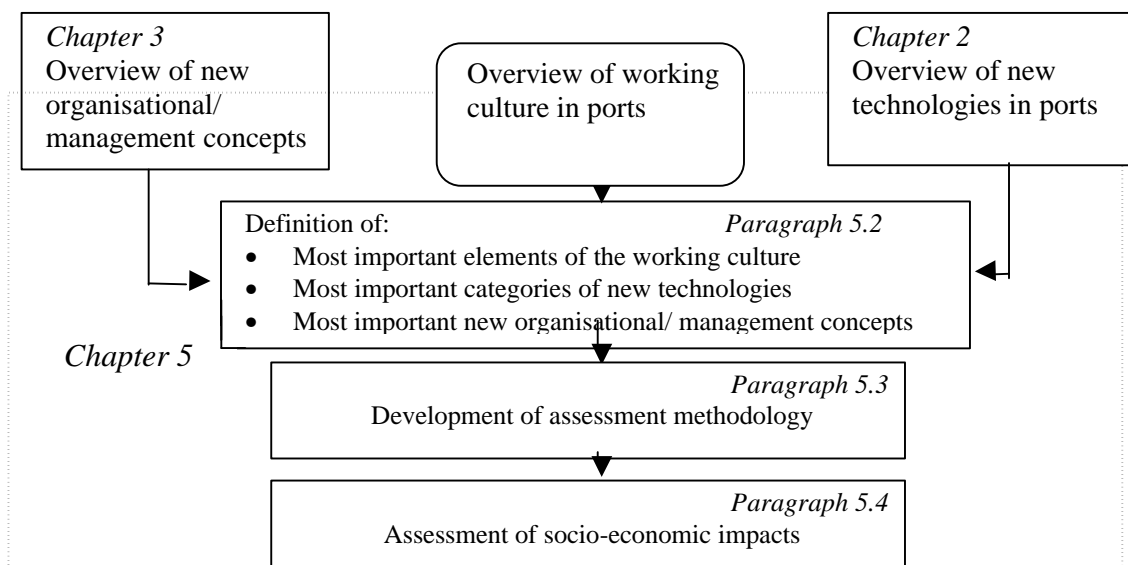 Chapter 3
Overview of new
organisational/
management concepts
Overview of working
culture in ports
Chapter 2
Overview of new
technologies in ports
Definition of: Paragraph 5.2
• Most important elements of the working culture
• Most important categories of new technologies
• Most important new organisational/ management concepts
Chapter 5
Paragraph 5.3
Development of assessment methodology
Paragraph 5.4
Assessment of socio-economic impacts